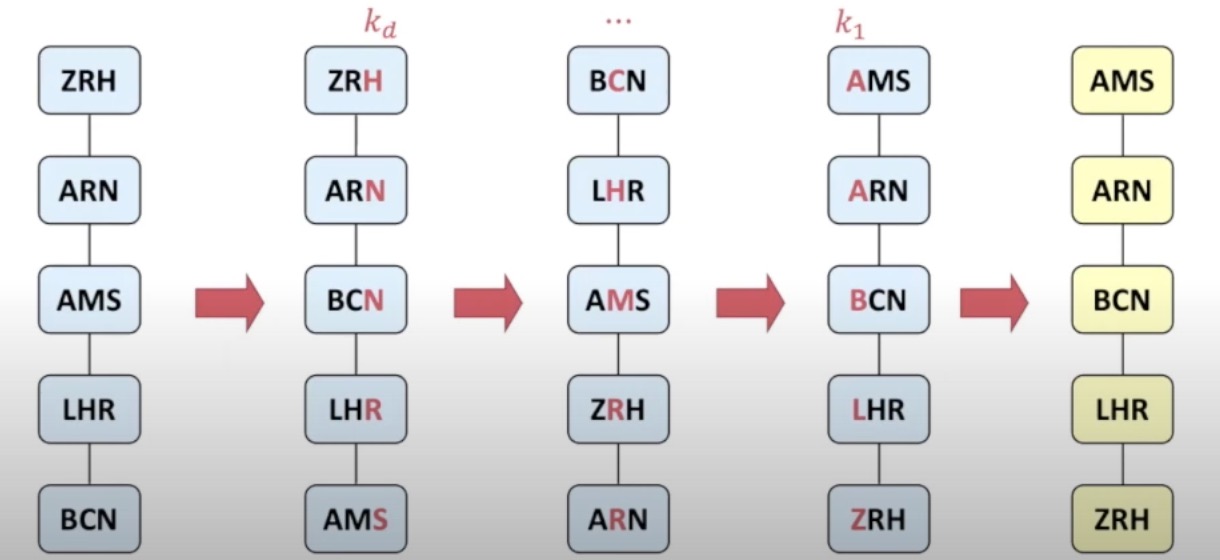 k_d ... k_1
ZRH ZRH BCN AMS AMS
ARN ARN LHR ARN ARN
AMS BCN AMS BCN BCN
LHR LHR ZRH LHR LHR
BCN AMS ARN ZRH ZRH